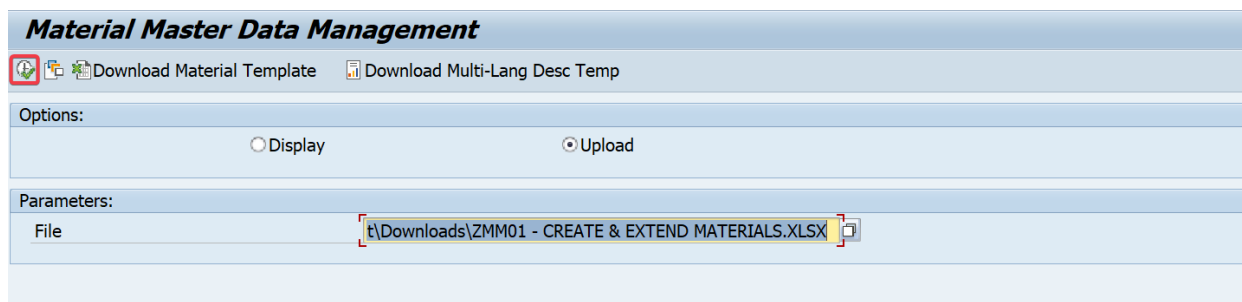 Material Master Data Management
Download Material Template Download Multi-Lang Desc Temp
Options:
Display Upload
Parameters:
File t\Downloads\ZMM01 - CREATE & EXTEND MATERIALS.XLSX